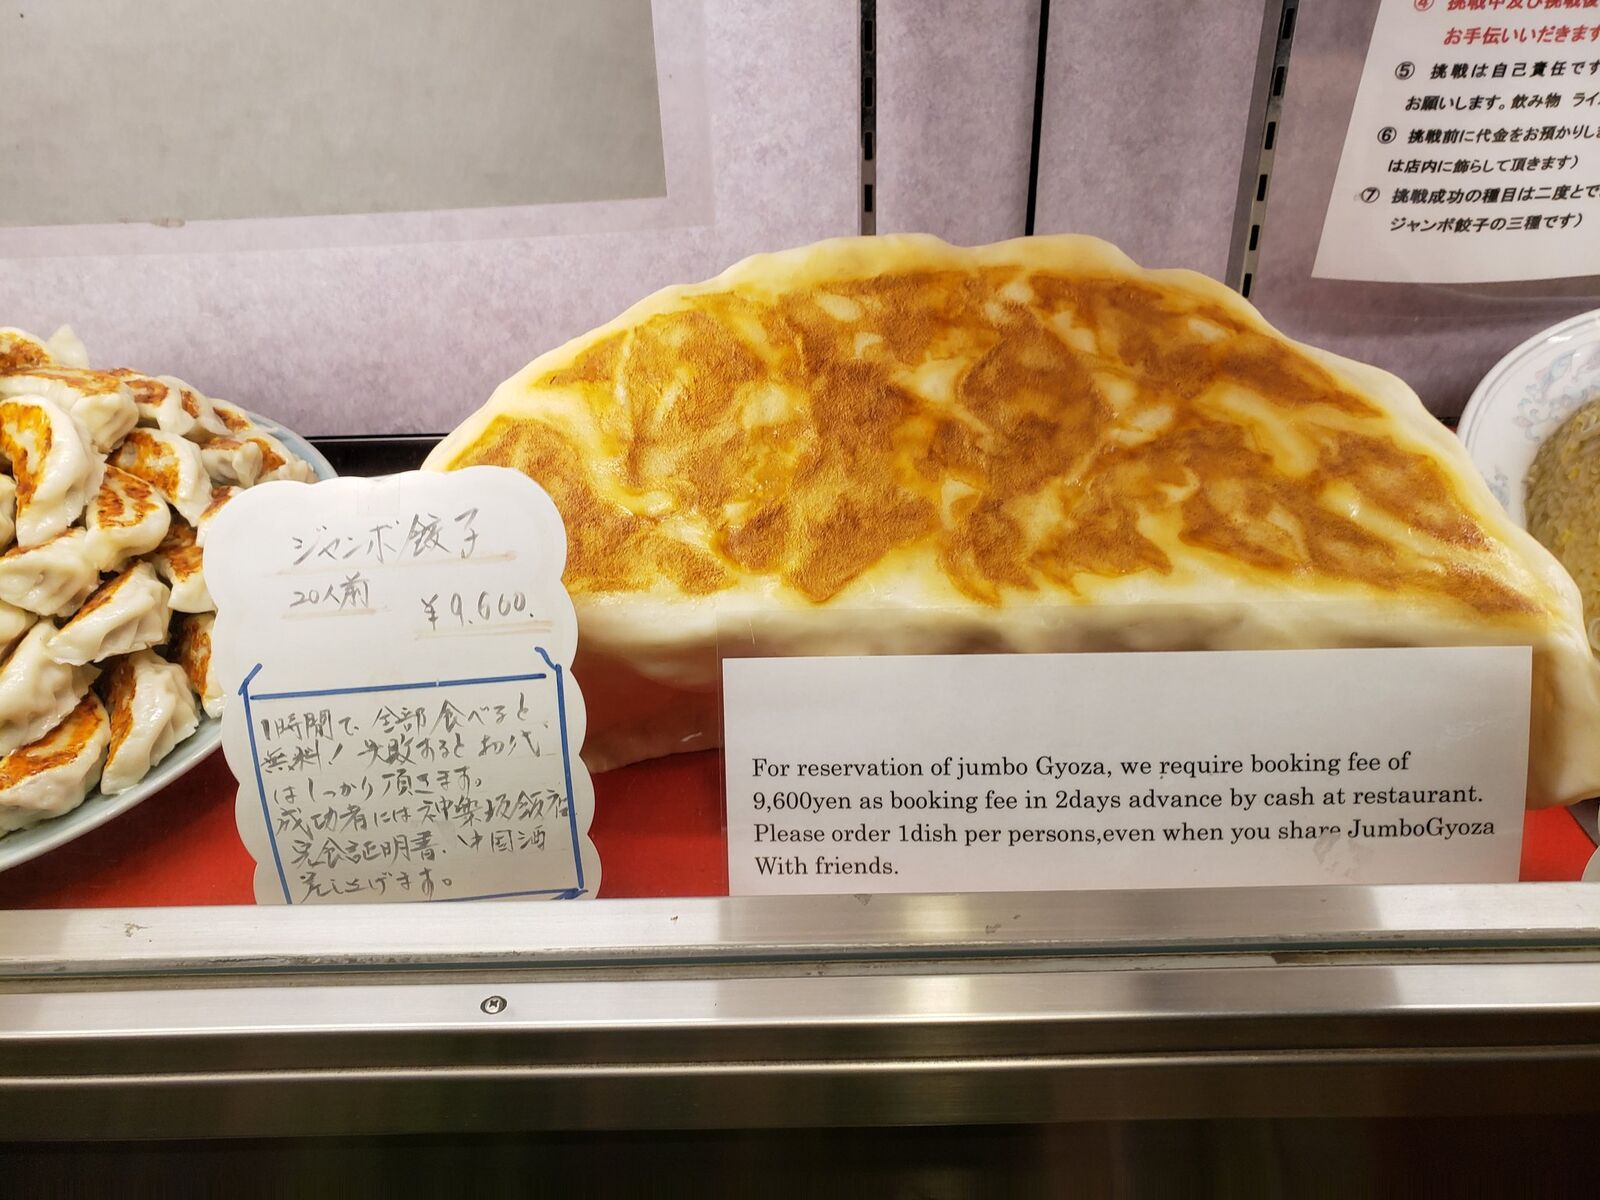 ④ 挑戦中及び挑戦後
お手伝いいだきます
⑤ 挑戦は自己責任です
お願いします。飲み物 ライ
⑥ 挑戦前に代金をお預かりしま
は店内に飾らして頂きます）
⑦ 挑戦成功の種目は二度とで
ジャンボ餃子の三種です）
ジャンボ餃子
20人前
¥9,600.
1時間で、全部食べると、
無料！失敗すると お代
はしっかり頂きます。
成功者には神楽坂飯店
完食証明書、中国酒
差し上げます。
For reservation of jumbo Gyoza, we require booking fee of
9,600yen as booking fee in 2days advance by cash at restaurant.
Please order 1dish per persons,even when you share JumboGyoza
With friends.